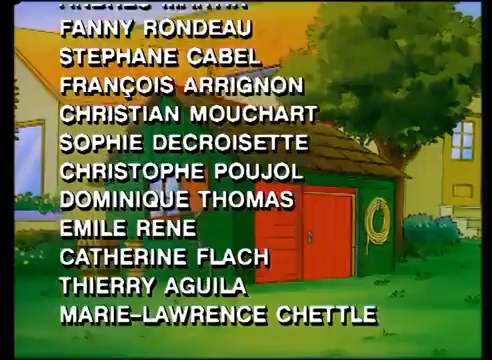 FANNY RONDEAU
STEPHANE CABEL
FRANÇOIS ARRIGNON
CHRISTIAN MOUCHART
SOPHIE DECROISETTE
CHRISTOPHE POUJOL
DOMINIQUE THOMAS
EMILE RENE
CATHERINE FLACH
THIERRY AGUILA
MARIE-LAWRENCE CHETTLE